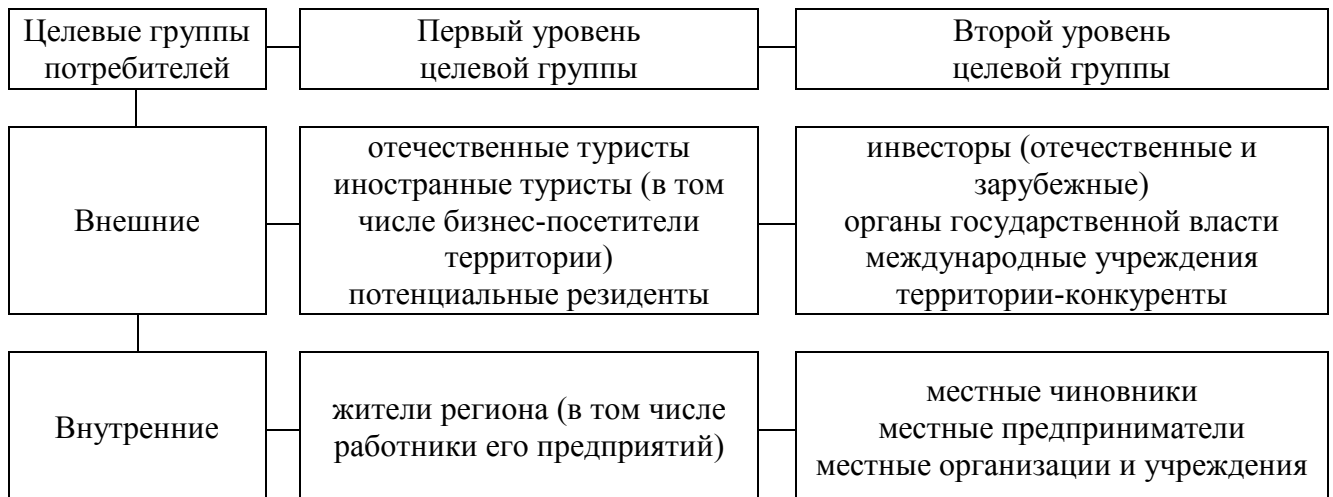 Целевые группы
потребителей
Первый уровень
целевой группы
Второй уровень
целевой группы
Внешние
отечественные туристы
иностранные туристы (в том
числе бизнес-посетители
территории)
потенциальные резиденты
инвесторы (отечественные и
зарубежные)
органы государственной власти
международные учреждения
территории-конкуренты
Внутренние
жители региона (в том числе
работники его предприятий)
местные чиновники
местные предприниматели
местные организации и учреждения